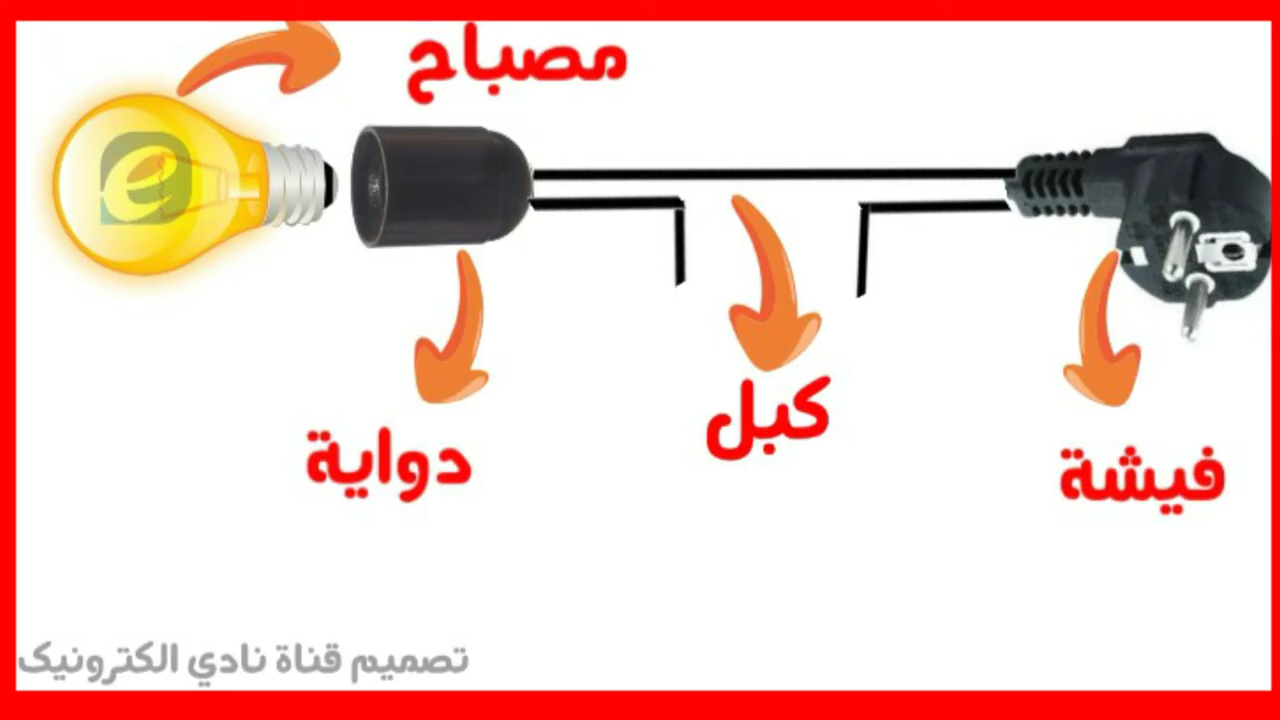 مصباح
كبل
دواية
فيشة
تصميم قناة نادي الكترونيك
e